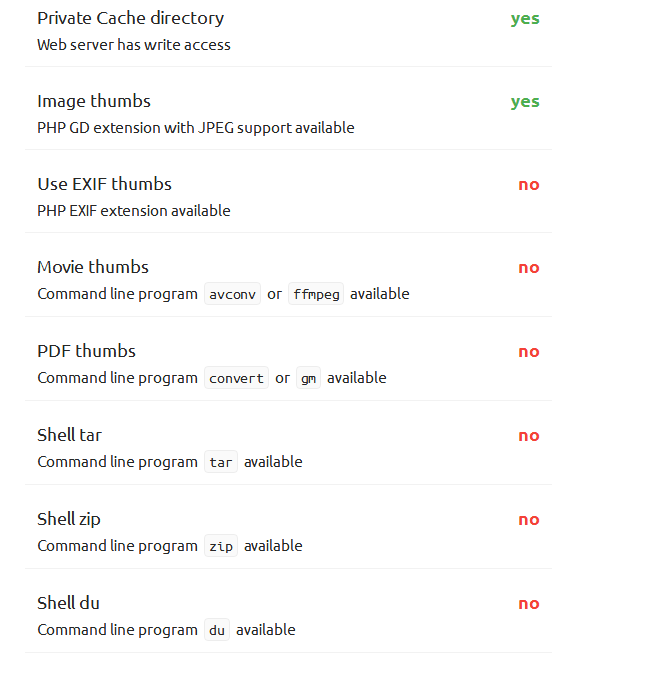 Private Cache directory yes
Web server has write access
Image thumbs yes
PHP GD extension with JPEG support available
Use EXIF thumbs no
PHP EXIF extension available
Movie thumbs no
Command line program avconv or ffmpeg available
PDF thumbs no
Command line program convert or gm available
Shell tar no
Command line program tar available
Shell zip no
Command line program zip available
Shell du no
Command line program du available